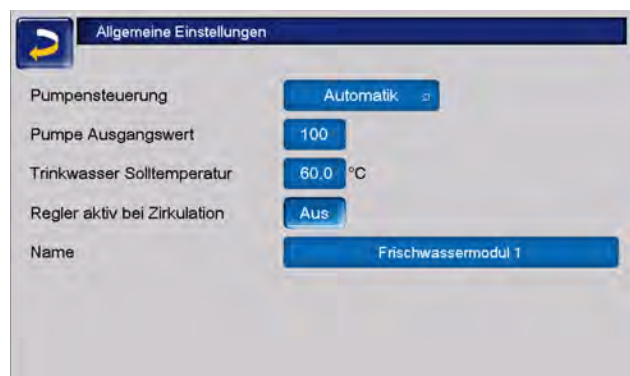 Allgemeine Einstellungen
Pumpensteuerung Automatik
Pumpe Ausgangswert 100
Trinkwasser Solltemperatur 60.0 °C
Regler aktiv bei Zirkulation Aus
Name Frischwassermodul 1